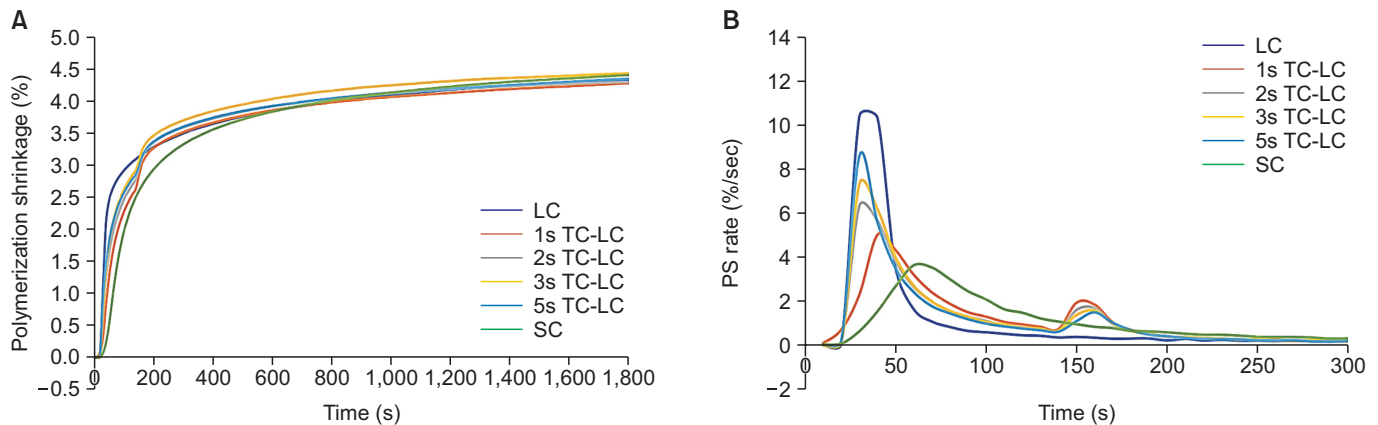 A
Polymerization shrinkage (%)
5.0
4.5
4.0
3.5
3.0
2.5
2.0
1.5
1.0
0.5
0.0
−0.5
0
200
400
600
800
1,000
1,200
1,400
1,600
1,800
Time (s)
LC
1s TC-LC
2s TC-LC
3s TC-LC
5s TC-LC
SC
B
PS rate (%/sec)
14
12
10
8
6
4
2
0
−2
0
50
100
150
200
250
300
Time (s)
LC
1s TC-LC
2s TC-LC
3s TC-LC
5s TC-LC
SC